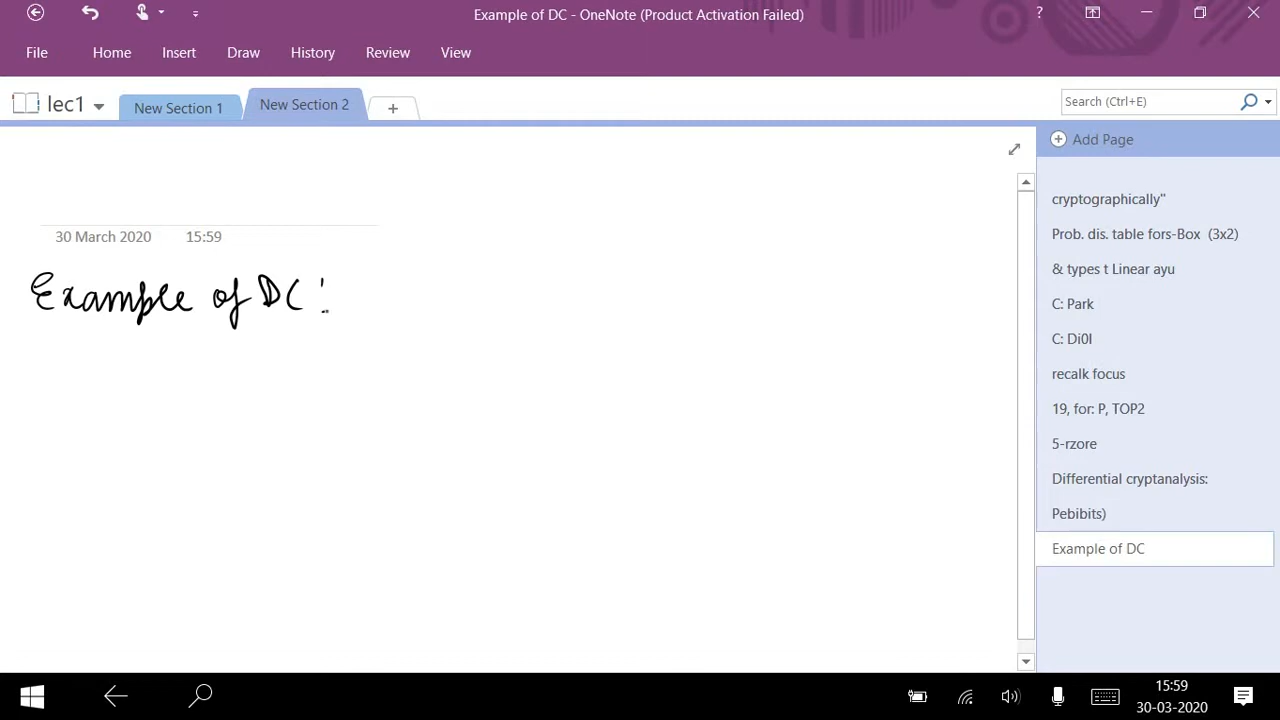 Example of DC - OneNote (Product Activation Failed)
?
File Home Insert Draw History Review View
lec1
New Section 1
New Section 2
+
Search (Ctrl+E)
Add Page
cryptographically"
Prob. dis. table fors-Box (3x2)
& types t Linear ayu
C: Park
C: Di0I
recalk focus
19, for: P, TOP2
5-rzore
Differential cryptanalysis:
Pebibits)
Example of DC
30 March 2020 15:59
Example of DC :
15:59
30-03-2020